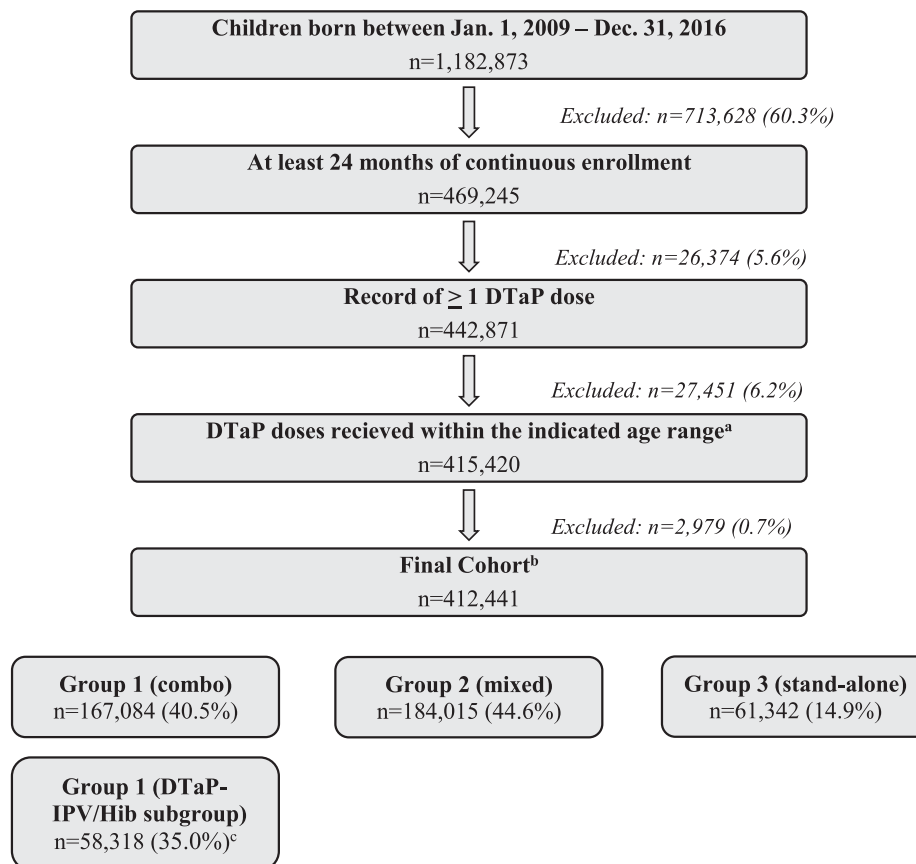 Children born between Jan. 1, 2009 – Dec. 31, 2016
n=1,182,873
Excluded: n=713,628 (60.3%)
At least 24 months of continuous enrollment
n=469,245
Excluded: n=26,374 (5.6%)
Record of ≥ 1 DTaP dose
n=442,871
Excluded: n=27,451 (6.2%)
DTaP doses recieved within the indicated age rangeᵃ
n=415,420
Excluded: n=2,979 (0.7%)
Final Cohortᵇ
n=412,441
Group 1 (combo)
n=167,084 (40.5%)
Group 2 (mixed)
n=184,015 (44.6%)
Group 3 (stand-alone)
n=61,342 (14.9%)
Group 1 (DTaP-
IPV/Hib subgroup)
n=58,318 (35.0%)ᶜ